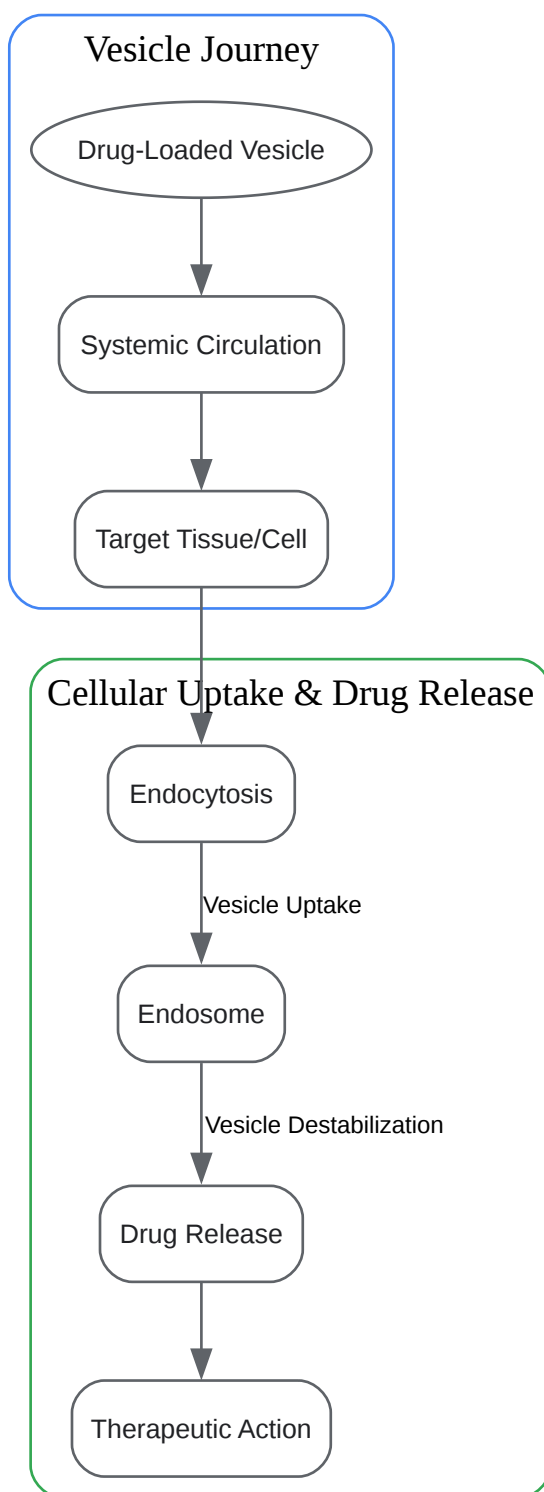 Vesicle Journey
Drug-Loaded Vesicle
Systemic Circulation
Target Tissue/Cell
Cellular Uptake & Drug Release
Endocytosis
Vesicle Uptake
Endosome
Vesicle Destabilization
Drug Release
Therapeutic Action